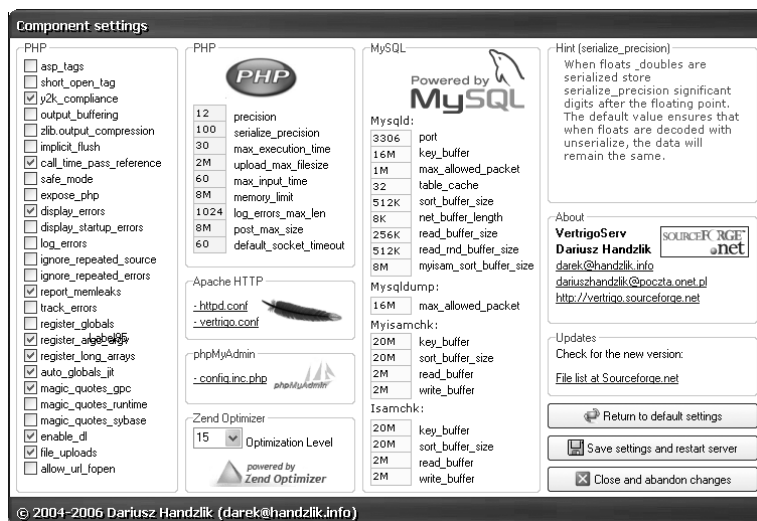 Component settings
PHP
asp_tags
short_open_tag
y2k_compliance
output_buffering
zlib.output_compression
implicit_flush
call_time_pass_reference
safe_mode
expose_php
display_errors
display_startup_errors
log_errors
ignore_repeated_source
ignore_repeated_errors
report_memleaks
track_errors
register_globals
Label95
register_argc_argv
register_long_arrays
auto_globals_jit
magic_quotes_gpc
magic_quotes_runtime
magic_quotes_sybase
enable_dl
file_uploads
allow_url_fopen
PHP
PHP
12 precision
100 serialize_precision
30 max_execution_time
2M upload_max_filesize
60 max_input_time
8M memory_limit
1024 log_errors_max_len
8M post_max_size
60 default_socket_timeout
Apache HTTP
- httpd.conf
- vertrigo.conf
phpMyAdmin
- config.inc.php
phpMyAdmin
Zend Optimizer
15 Optimization Level
powered by
Zend Optimizer
MySQL
Powered by
MySQL
Mysqld:
3306 port
16M key_buffer
1M max_allowed_packet
32 table_cache
512K sort_buffer_size
8K net_buffer_length
256K read_buffer_size
512K read_rnd_buffer_size
8M myisam_sort_buffer_size
Mysqldump:
16M max_allowed_packet
Myisamchk:
20M key_buffer
20M sort_buffer_size
2M read_buffer
2M write_buffer
Isamchk:
20M key_buffer
20M sort_buffer_size
2M read_buffer
2M write_buffer
Hint (serialize_precision)
When floats _doubles are
serialized store
serialize_precision significant
digits after the floating point.
The default value ensures that
when floats are decoded with
unserialize, the data will
remain the same.
About
VertrigoServ
Dariusz Handzlik
SOURCEFORGE
.net
darek@handzlik.info
dariuszhandzlik@poczta.onet.pl
http://vertrigo.sourceforge.net
Updates
Check for the new version:
File list at Sourceforge.net
Return to default settings
Save settings and restart server
Close and abandon changes
© 2004-2006 Dariusz Handzlik (darek@handzlik.info)